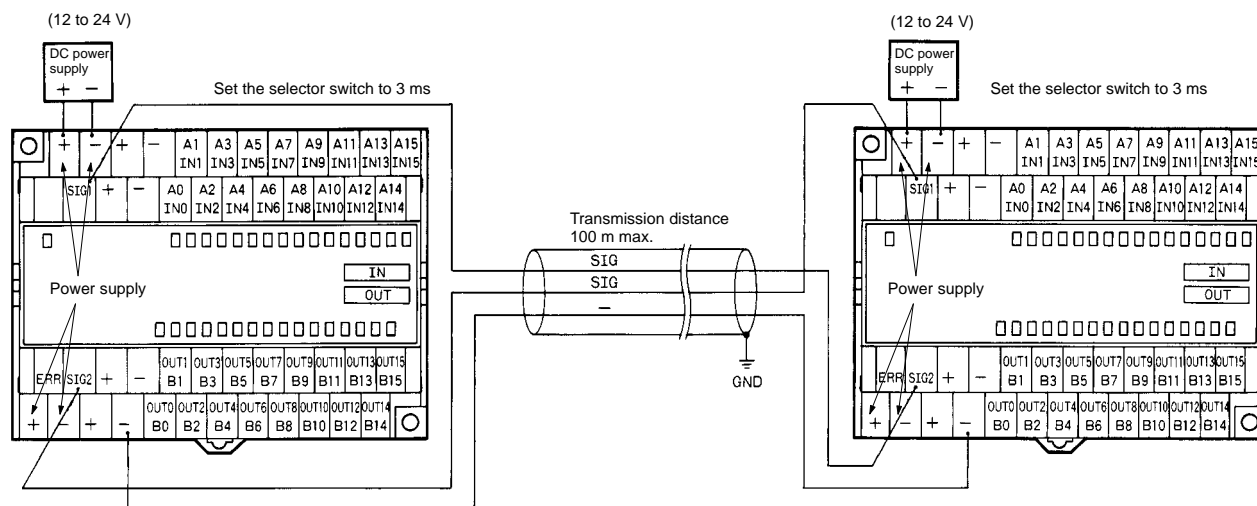 (12 to 24 V)
DC power
supply
+ −
Set the selector switch to 3 ms
+ − + − A1 A3 A5 A7 A9 A11 A13 A15
IN1 IN3 IN5 IN7 IN9 IN11 IN13 IN15
SIG1 + − A0 A2 A4 A6 A8 A10 A12 A14
IN0 IN2 IN4 IN6 IN8 IN10 IN12 IN14
IN
Power supply
OUT
OUT1 OUT3 OUT5 OUT7 OUT9 OUT11 OUT13 OUT15
ERR SIG2 + − B1 B3 B5 B7 B9 B11 B13 B15
OUT0 OUT2 OUT4 OUT6 OUT8 OUT10 OUT12 OUT14
+ − + − B0 B2 B4 B6 B8 B10 B12 B14
Transmission distance
100 m max.
SIG
SIG
−
GND
(12 to 24 V)
DC power
supply
+ −
Set the selector switch to 3 ms
+ − + − A1 A3 A5 A7 A9 A11 A13 A15
IN1 IN3 IN5 IN7 IN9 IN11 IN13 IN15
SIG1 + − A0 A2 A4 A6 A8 A10 A12 A14
IN0 IN2 IN4 IN6 IN8 IN10 IN12 IN14
IN
Power supply
OUT
OUT1 OUT3 OUT5 OUT7 OUT9 OUT11 OUT13 OUT15
ERR SIG2 + − B1 B3 B5 B7 B9 B11 B13 B15
OUT0 OUT2 OUT4 OUT6 OUT8 OUT10 OUT12 OUT14
+ − + − B0 B2 B4 B6 B8 B10 B12 B14